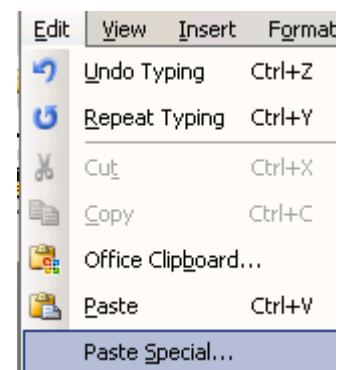 Edit View Insert Format
Undo Typing Ctrl+Z
Repeat Typing Ctrl+Y
Cut Ctrl+X
Copy Ctrl+C
Office Clipboard...
Paste Ctrl+V
Paste Special...